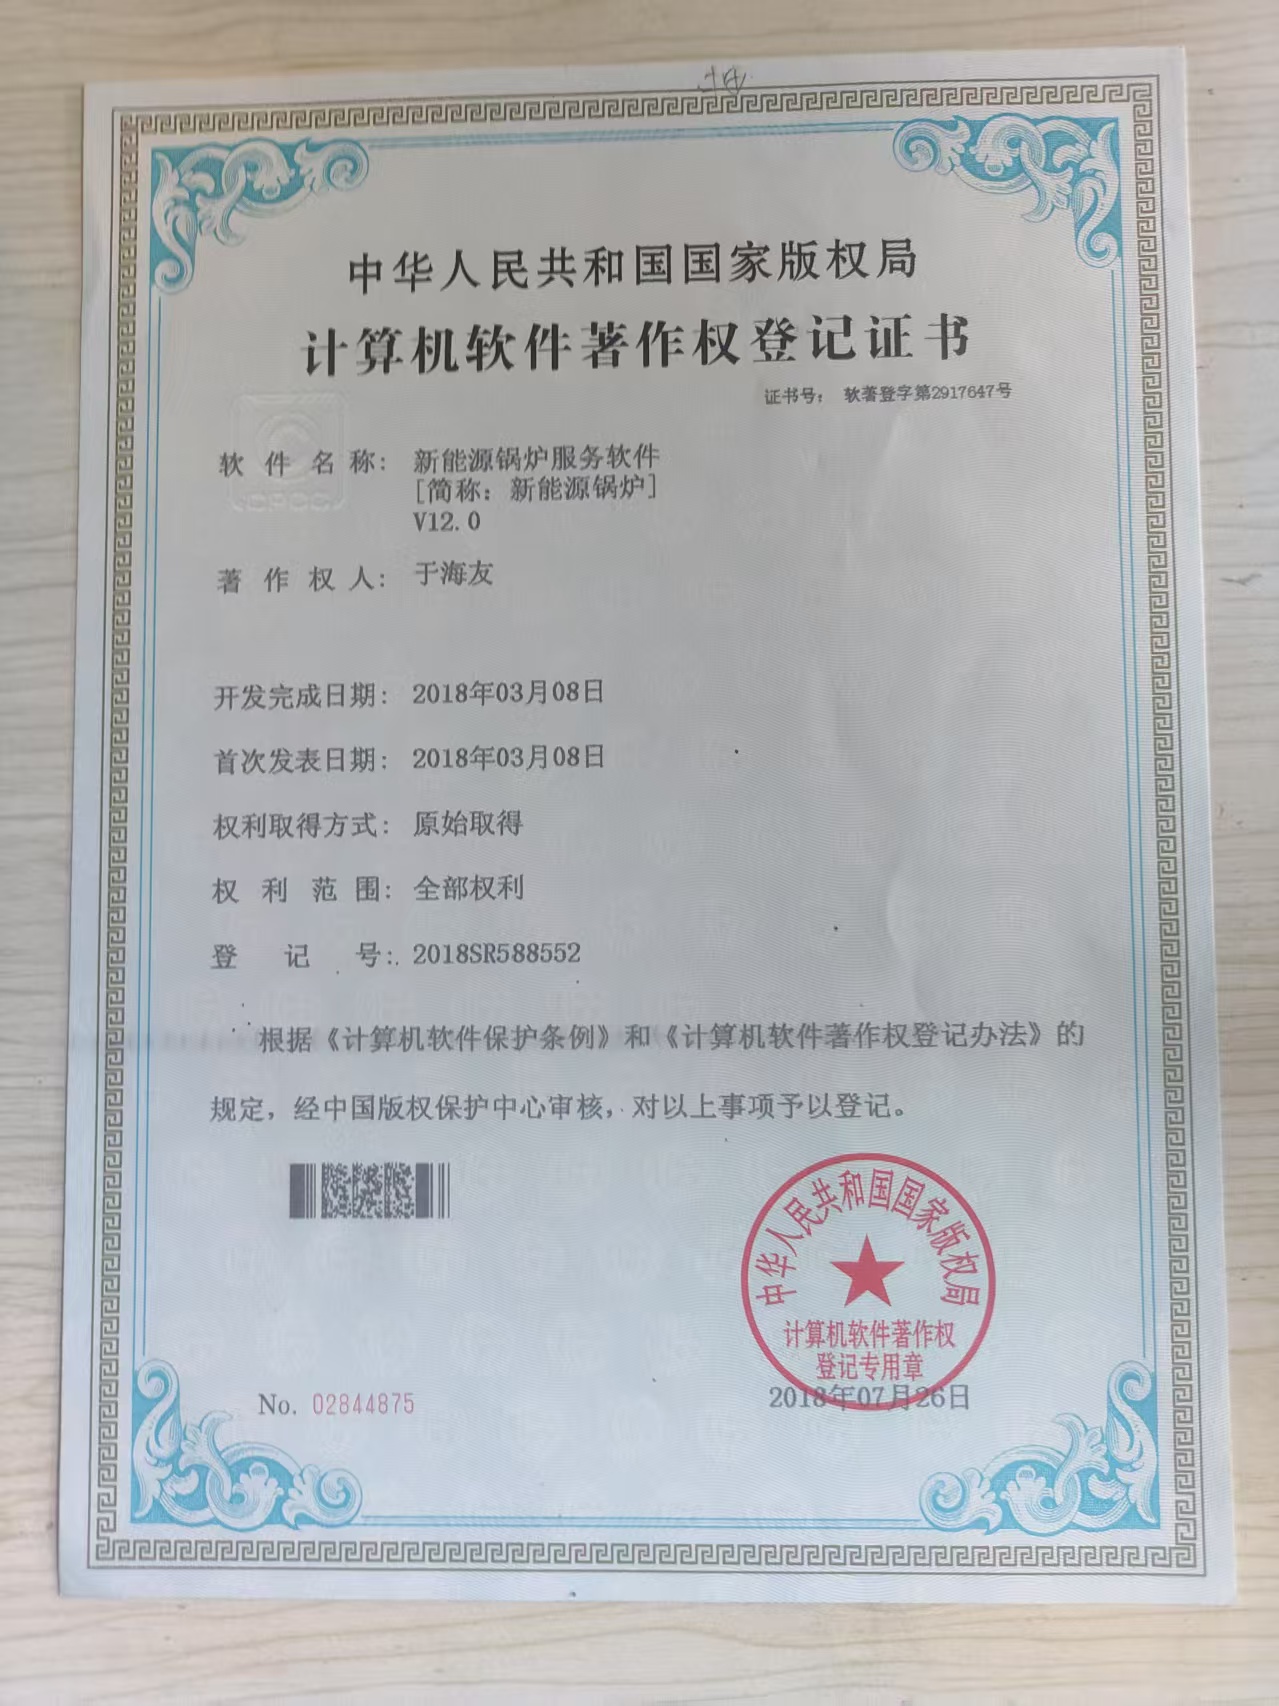 中华人民共和国国家版权局
计算机软件著作权登记证书
证书号： 软著登字第2917647号
CPCC
软件名称： 新能源锅炉服务软件
[简称：新能源锅炉]
V12.0
著作权人： 于海友
开发完成日期： 2018年03月08日
首次发表日期： 2018年03月08日
权利取得方式： 原始取得
权利范围： 全部权利
登记号： 2018SR588552
根据《计算机软件保护条例》和《计算机软件著作权登记办法》的
规定，经中国版权保护中心审核，对以上事项予以登记。
中华人民共和国国家版权局
计算机软件著作权
登记专用章
No. 02844875
2018年07月26日